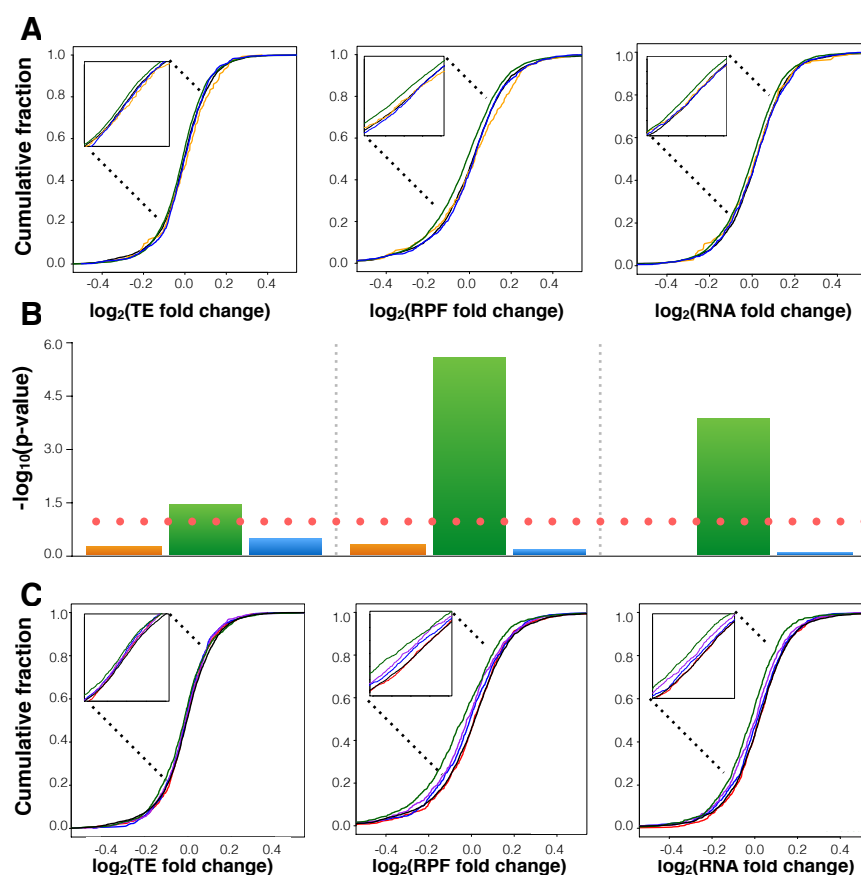 A
Cumulative fraction
1.0
0.8
0.6
0.4
0.2
0.0
-0.4 -0.2 0.0 0.2 0.4
log2(TE fold change)
1.0
0.8
0.6
0.4
0.2
0.0
-0.4 -0.2 0.0 0.2 0.4
log2(RPF fold change)
1.0
0.8
0.6
0.4
0.2
0.0
-0.4 -0.2 0.0 0.2 0.4
log2(RNA fold change)
B
-log10(p-value)
6.0
4.5
3.0
1.5
0.0
C
Cumulative fraction
1.0
0.8
0.6
0.4
0.2
0.0
-0.4 -0.2 0.0 0.2 0.4
log2(TE fold change)
1.0
0.8
0.6
0.4
0.2
0.0
-0.4 -0.2 0.0 0.2 0.4
log2(RPF fold change)
1.0
0.8
0.6
0.4
0.2
0.0
-0.2 0.0 0.2 0.4
log2(RNA fold change)